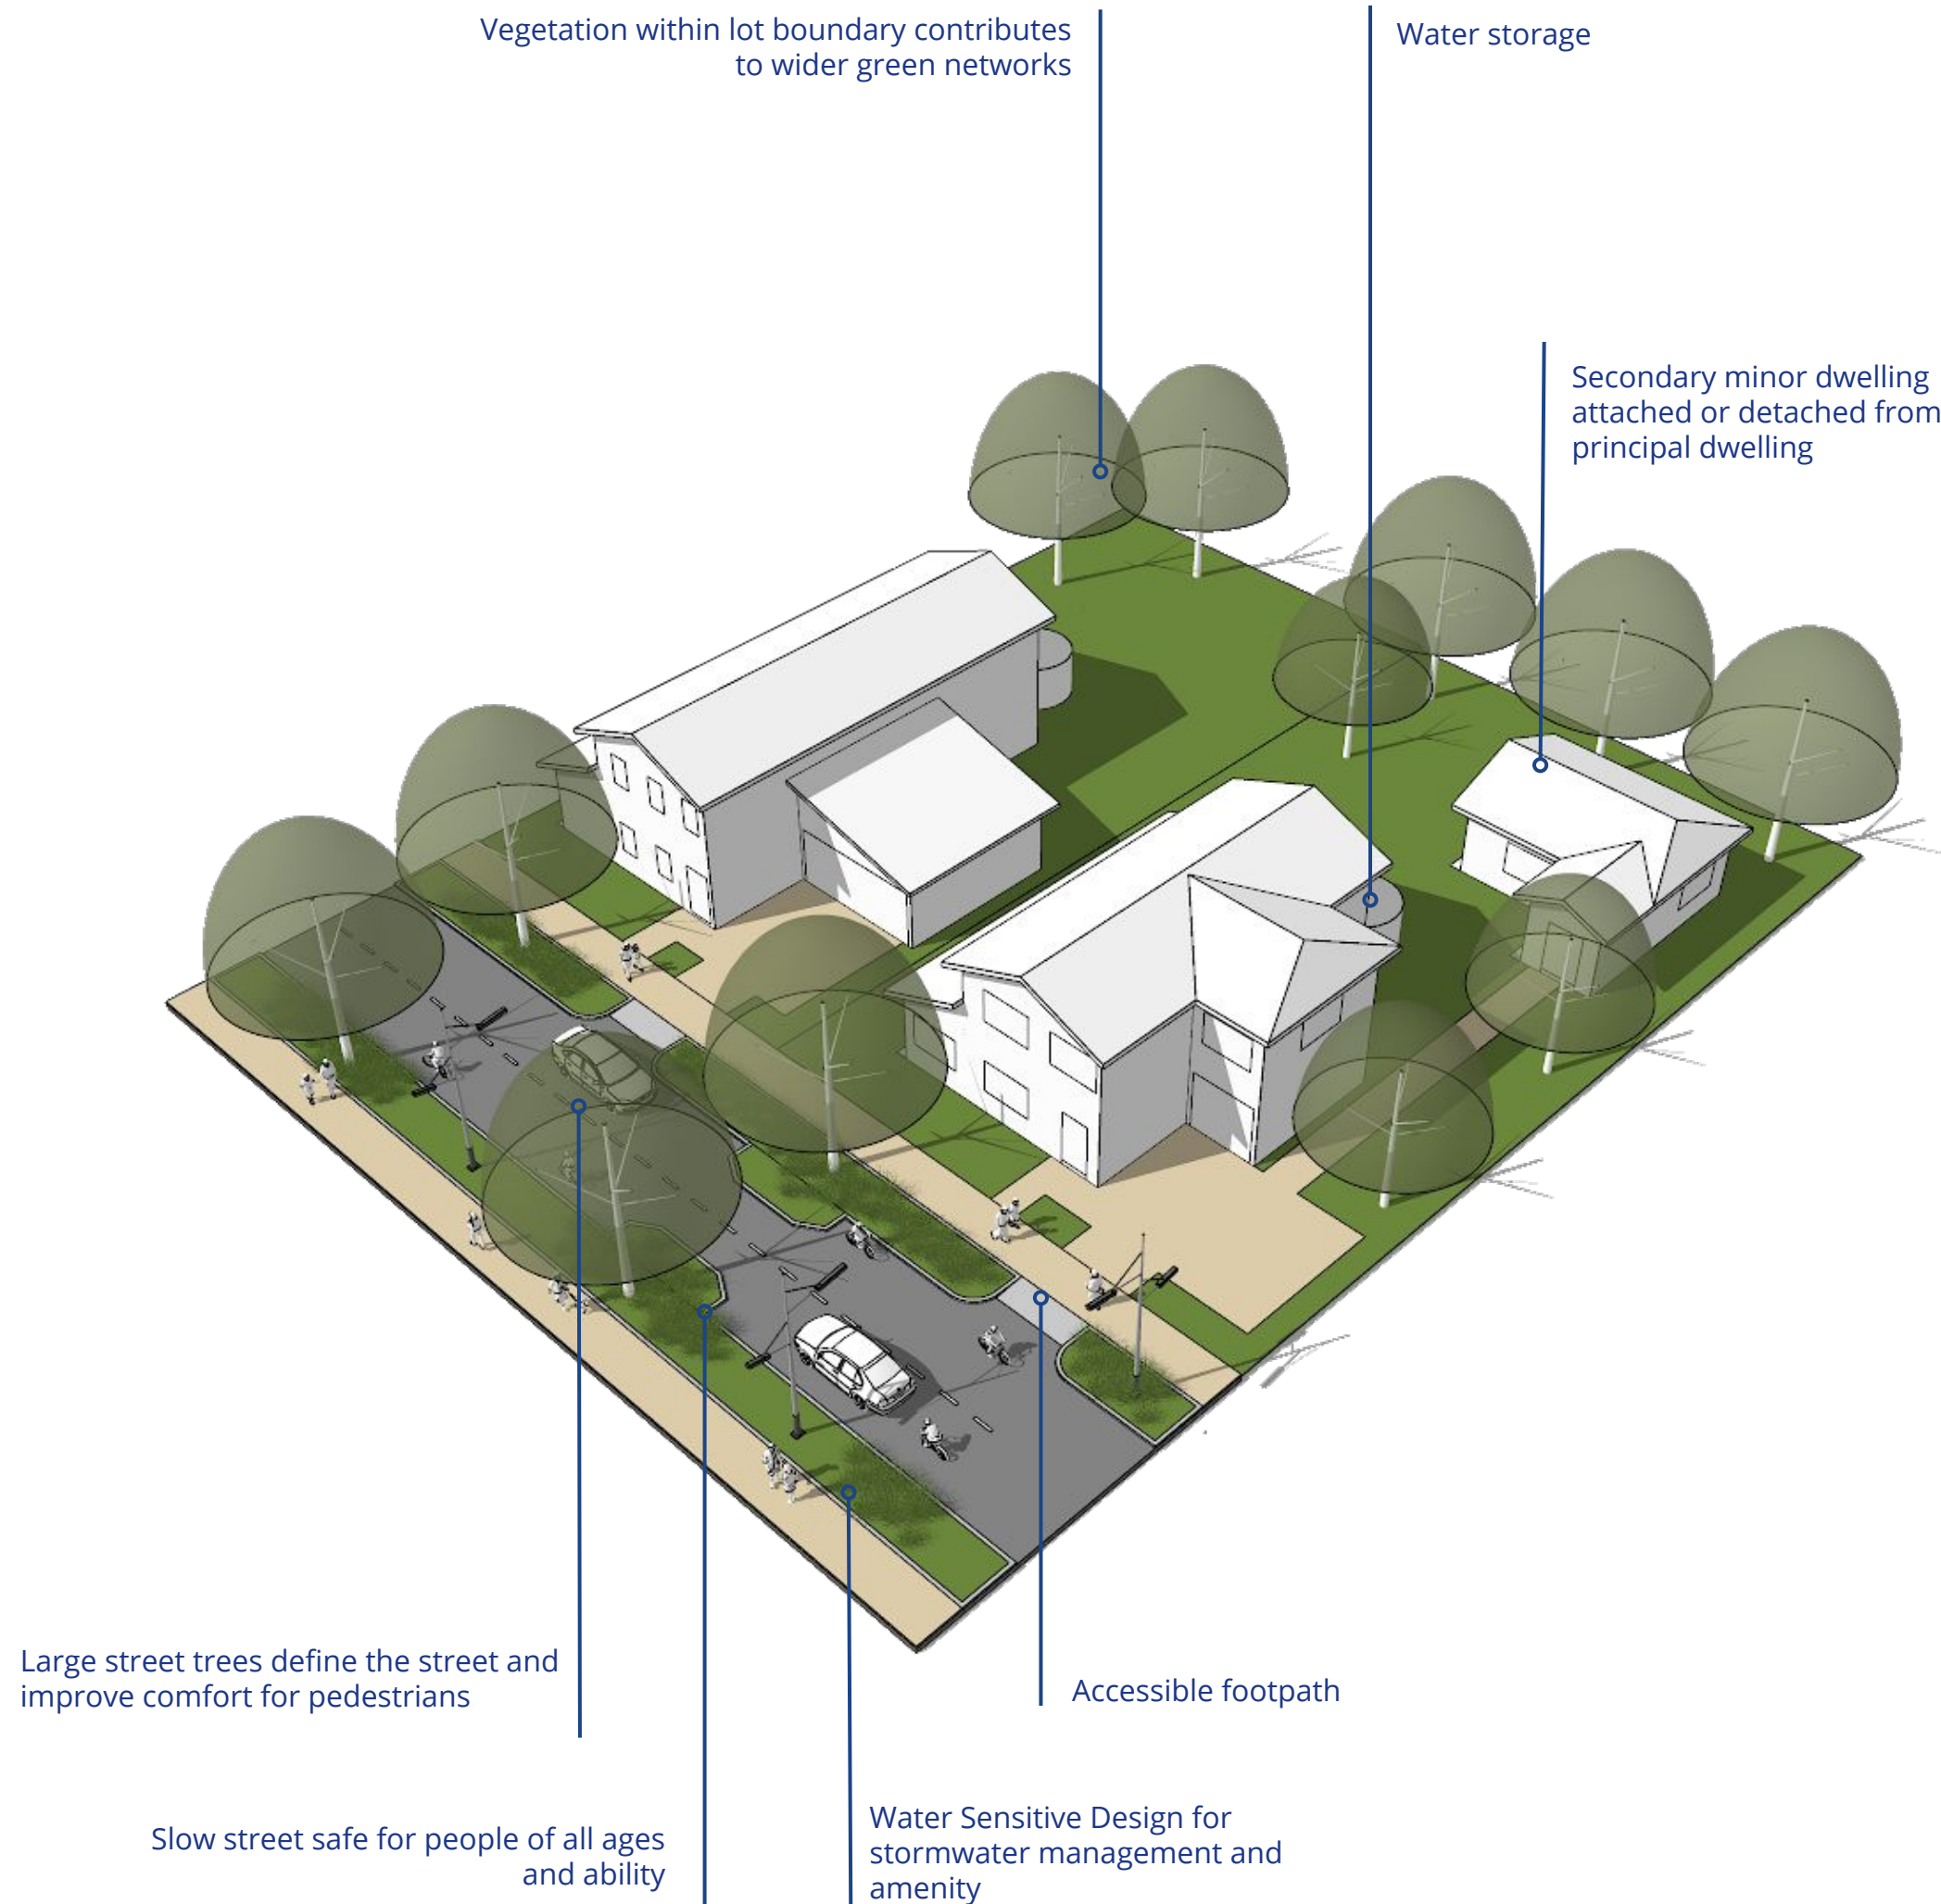 Vegetation within lot boundary contributes
to wider green networks
Water storage
Secondary minor dwelling
attached or detached from
principal dwelling
Large street trees define the street and
improve comfort for pedestrians
Accessible footpath
Slow street safe for people of all ages
and ability
Water Sensitive Design for
stormwater management and
amenity